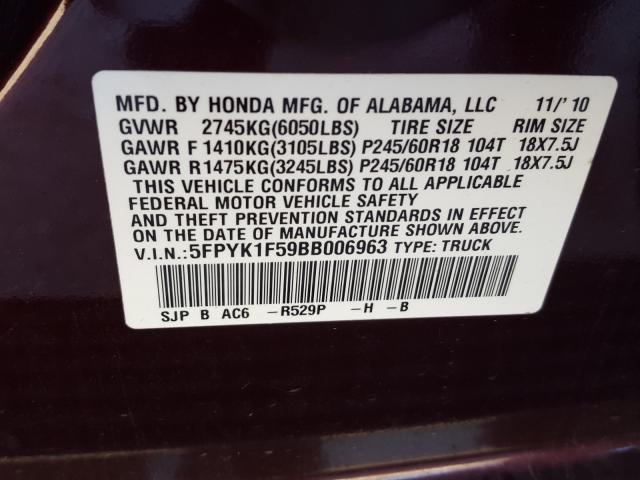 MFD. BY HONDA MFG. OF ALABAMA, LLC 11/'10
GVWR 2745KG(6050LBS) TIRE SIZE RIM SIZE
GAWR F 1410KG(3105LBS) P245/60R18 104T 18X7.5J
GAWR R 1475KG(3245LBS) P245/60R18 104T 18X7.5J
THIS VEHICLE CONFORMS TO ALL APPLICABLE
FEDERAL MOTOR VEHICLE SAFETY
AND THEFT PREVENTION STANDARDS IN EFFECT
ON THE DATE OF MANUFACTURE SHOWN ABOVE.
V.I.N.:5FPYK1F59BB006963 TYPE: TRUCK
SJP B AC6 -R529P -H -B